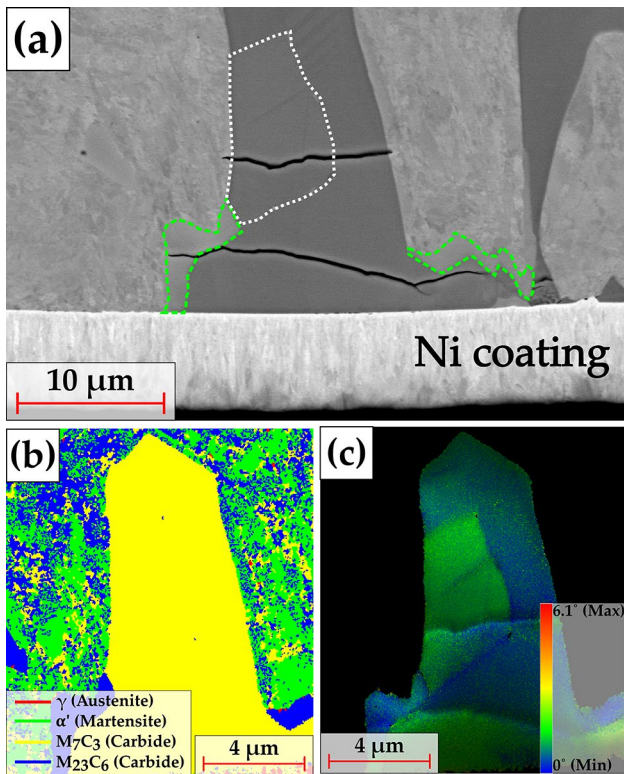 (a)
Ni coating
10 μm
(b)
γ (Austenite)
α' (Martensite)
M₇C₃ (Carbide)
M₂₃C₆ (Carbide)
4 μm
(c)
6.1° (Max)
0° (Min)
4 μm